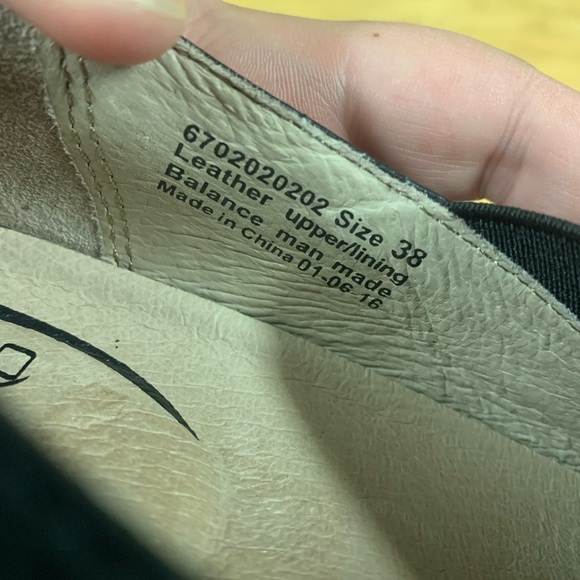 6702020202 Size 38
Leather upper/lining
Balance man made
Made in China 01-06-16